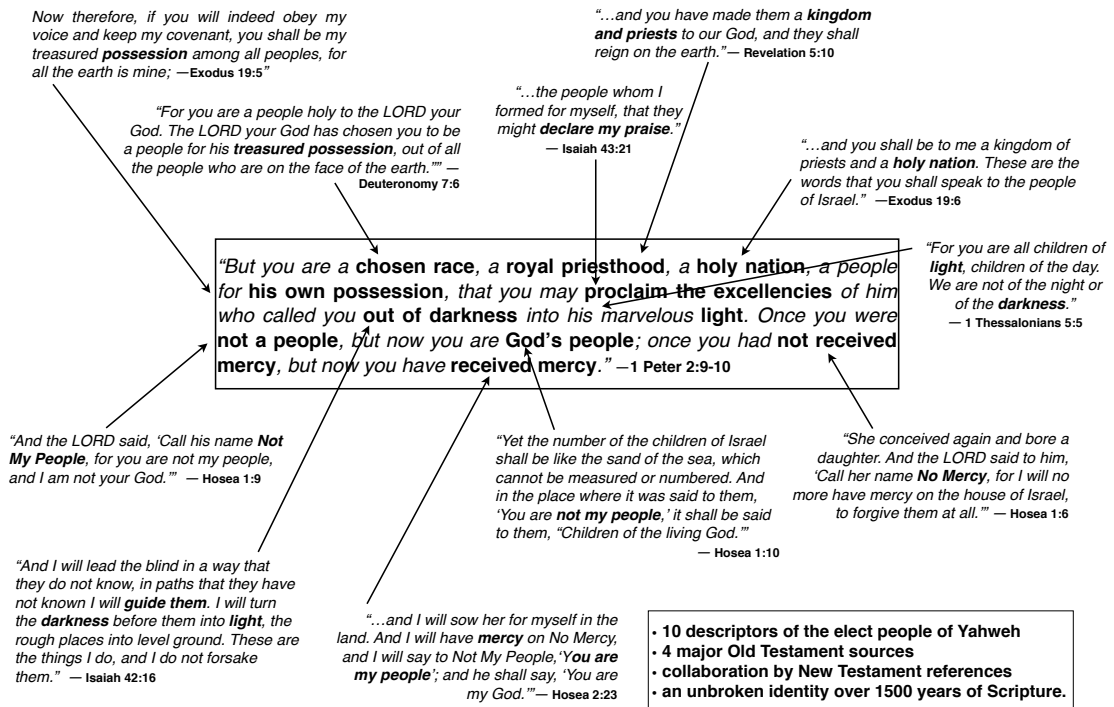 Now therefore, if you will indeed obey my
voice and keep my covenant, you shall be my
treasured possession among all peoples, for
all the earth is mine; —Exodus 19:5”
“…and you have made them a kingdom
and priests to our God, and they shall
reign on the earth.”— Revelation 5:10
“For you are a people holy to the LORD your
God. The LORD your God has chosen you to be
a people for his treasured possession, out of all
the people who are on the face of the earth.”” —
Deuteronomy 7:6
“…the people whom I
formed for myself, that they
might declare my praise.”
— Isaiah 43:21
“…and you shall be to me a kingdom of
priests and a holy nation. These are the
words that you shall speak to the people
of Israel.” —Exodus 19:6
“But you are a chosen race, a royal priesthood, a holy nation, a people
for his own possession, that you may proclaim the excellencies of him
who called you out of darkness into his marvelous light. Once you were
not a people, but now you are God’s people; once you had not received
mercy, but now you have received mercy.” —1 Peter 2:9-10
“For you are all children of
light, children of the day.
We are not of the night or
of the darkness.”
— 1 Thessalonians 5:5
“And the LORD said, ‘Call his name Not
My People, for you are not my people,
and I am not your God.’” — Hosea 1:9
“Yet the number of the children of Israel
shall be like the sand of the sea, which
cannot be measured or numbered. And
in the place where it was said to them,
‘You are not my people,’ it shall be said
to them, “Children of the living God.’”
— Hosea 1:10
“She conceived again and bore a
daughter. And the LORD said to him,
‘Call her name No Mercy, for I will no
more have mercy on the house of Israel,
to forgive them at all.’” — Hosea 1:6
“And I will lead the blind in a way that
they do not know, in paths that they have
not known I will guide them. I will turn
the darkness before them into light, the
rough places into level ground. These are
the things I do, and I do not forsake
them.” — Isaiah 42:16
“…and I will sow her for myself in the
land. And I will have mercy on No Mercy,
and I will say to Not My People,‘You are
my people’; and he shall say, ‘You are
my God.’”— Hosea 2:23
• 10 descriptors of the elect people of Yahweh
• 4 major Old Testament sources
• collaboration by New Testament references
• an unbroken identity over 1500 years of Scripture.